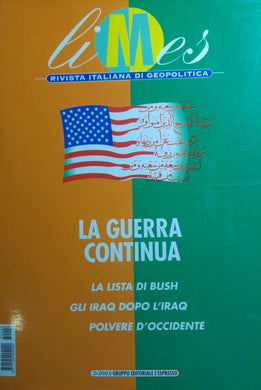 liMes
RIVISTA ITALIANA DI GEOPOLITICA
LA GUERRA
CONTINUA
LA LISTA DI BUSH
GLI IRAQ DOPO L'IRAQ
POLVERE D'OCCIDENTE
2-2003 GRUPPO EDITORIALE L'ESPRESSO